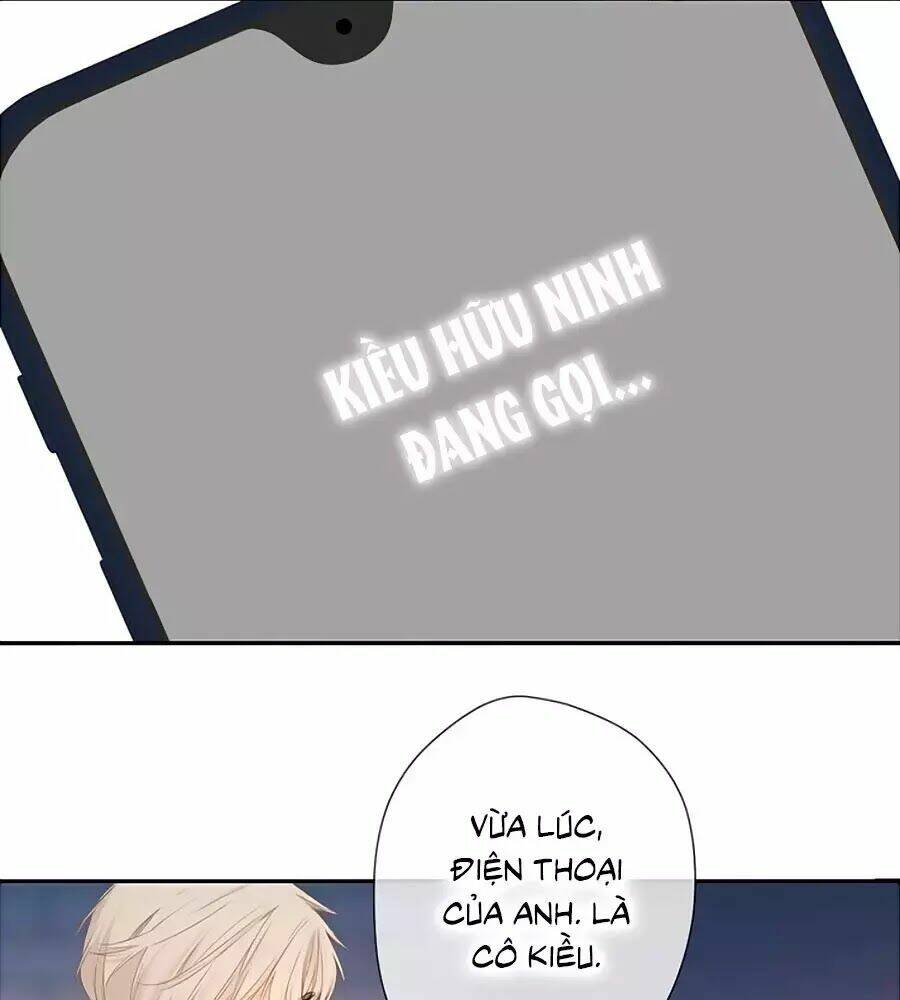 KIỀU HỮU NINH
ĐANG GỌI...
VỪA LÚC,
ĐIỆN THOẠI
CỦA ANH. LÀ
CÔ KIỀU.